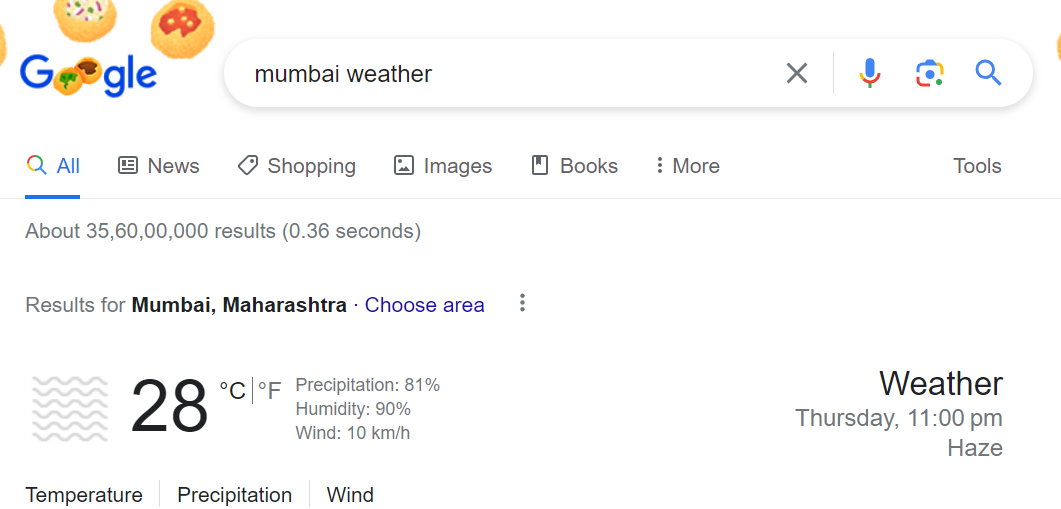 Google
mumbai weather
All News Shopping Images Books More Tools
About 35,60,00,000 results (0.36 seconds)
Results for Mumbai, Maharashtra · Choose area
28 °C °F
Precipitation: 81%
Humidity: 90%
Wind: 10 km/h
Weather
Thursday, 11:00 pm
Haze
Temperature Precipitation Wind